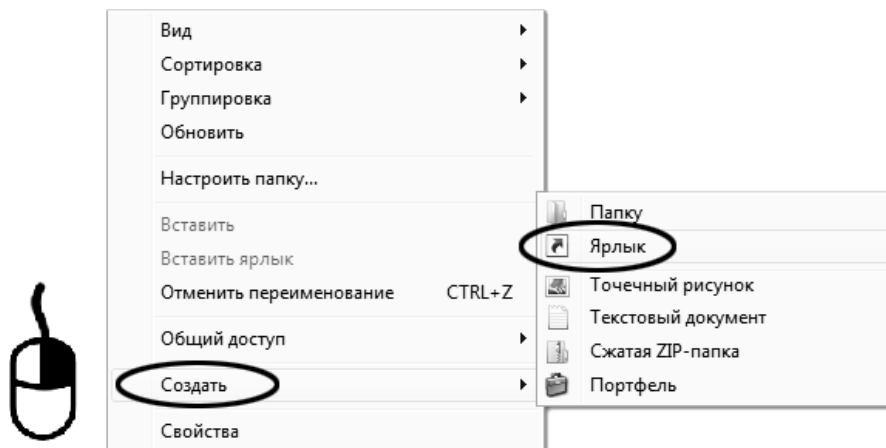 Вид
Сортировка
Группировка
Обновить
Настроить папку...
Вставить
Вставить ярлык
Отменить переименование CTRL+Z
Общий доступ
Создать
Свойства
Папку
Ярлык
Точечный рисунок
Текстовый документ
Сжатая ZIP-папка
Портфель